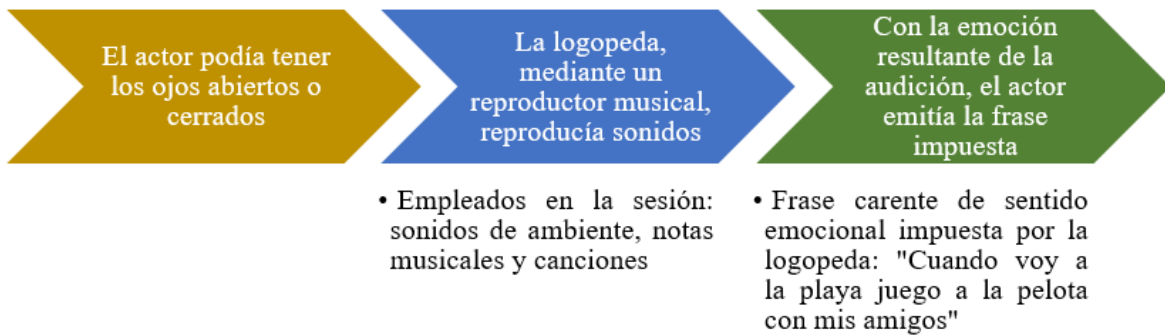 El actor podía tener
los ojos abiertos o
cerrados
La logopeda,
mediante un
reproductor musical,
reproducía sonidos
• Empleados en la sesión:
sonidos de ambiente, notas
musicales y canciones
Con la emoción
resultante de la
audición, el actor
emitía la frase
impuesta
• Frase carente de sentido
emocional impuesta por la
logopeda: "Cuando voy a
la playa juego a la pelota
con mis amigos"